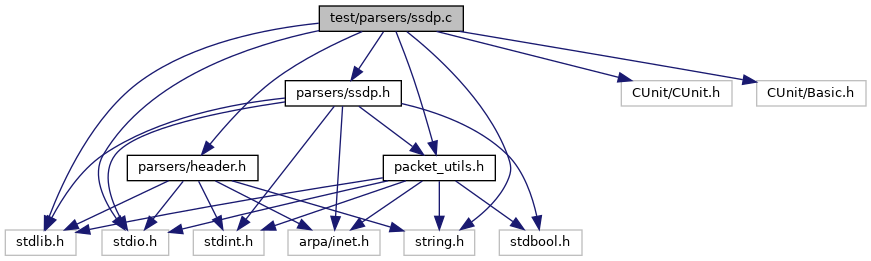 test/parsers/ssdp.c
parsers/ssdp.h
CUnit/CUnit.h
CUnit/Basic.h
parsers/header.h
packet_utils.h
stdlib.h
stdio.h
stdint.h
arpa/inet.h
string.h
stdbool.h